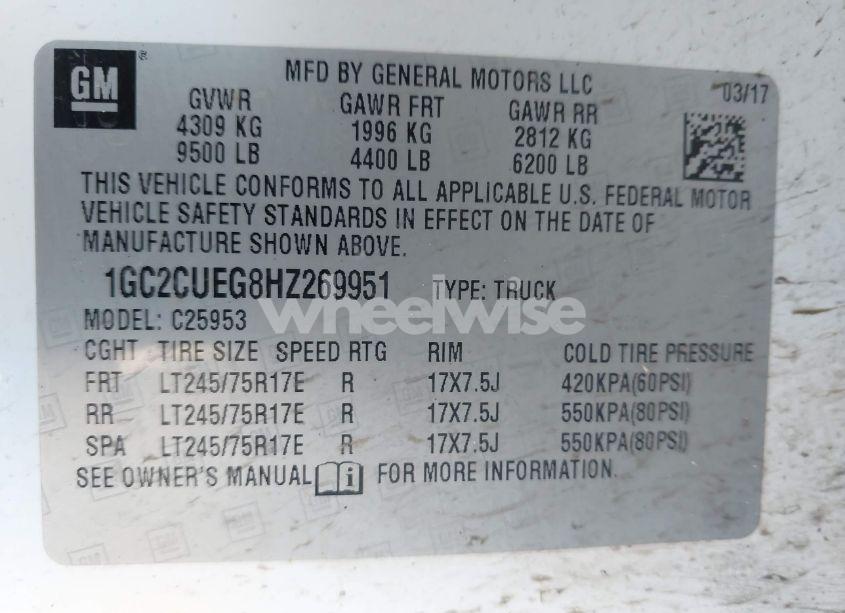 GM®
MFD BY GENERAL MOTORS LLC
03/17
GVWR GAWR FRT GAWR RR
4309 KG 1996 KG 2812 KG
9500 LB 4400 LB 6200 LB
THIS VEHICLE CONFORMS TO ALL APPLICABLE U.S. FEDERAL MOTOR
VEHICLE SAFETY STANDARDS IN EFFECT ON THE DATE OF
MANUFACTURE SHOWN ABOVE.
1GC2CUEG8HZ269951 TYPE: TRUCK
wheelwise
MODEL: C25953
CGHT TIRE SIZE SPEED RTG RIM COLD TIRE PRESSURE
FRT LT245/75R17E R 17X7.5J 420KPA(60PSI)
RR LT245/75R17E R 17X7.5J 550KPA(80PSI)
SPA LT245/75R17E R 17X7.5J 550KPA(80PSI)
SEE OWNER'S MANUAL i FOR MORE INFORMATION.